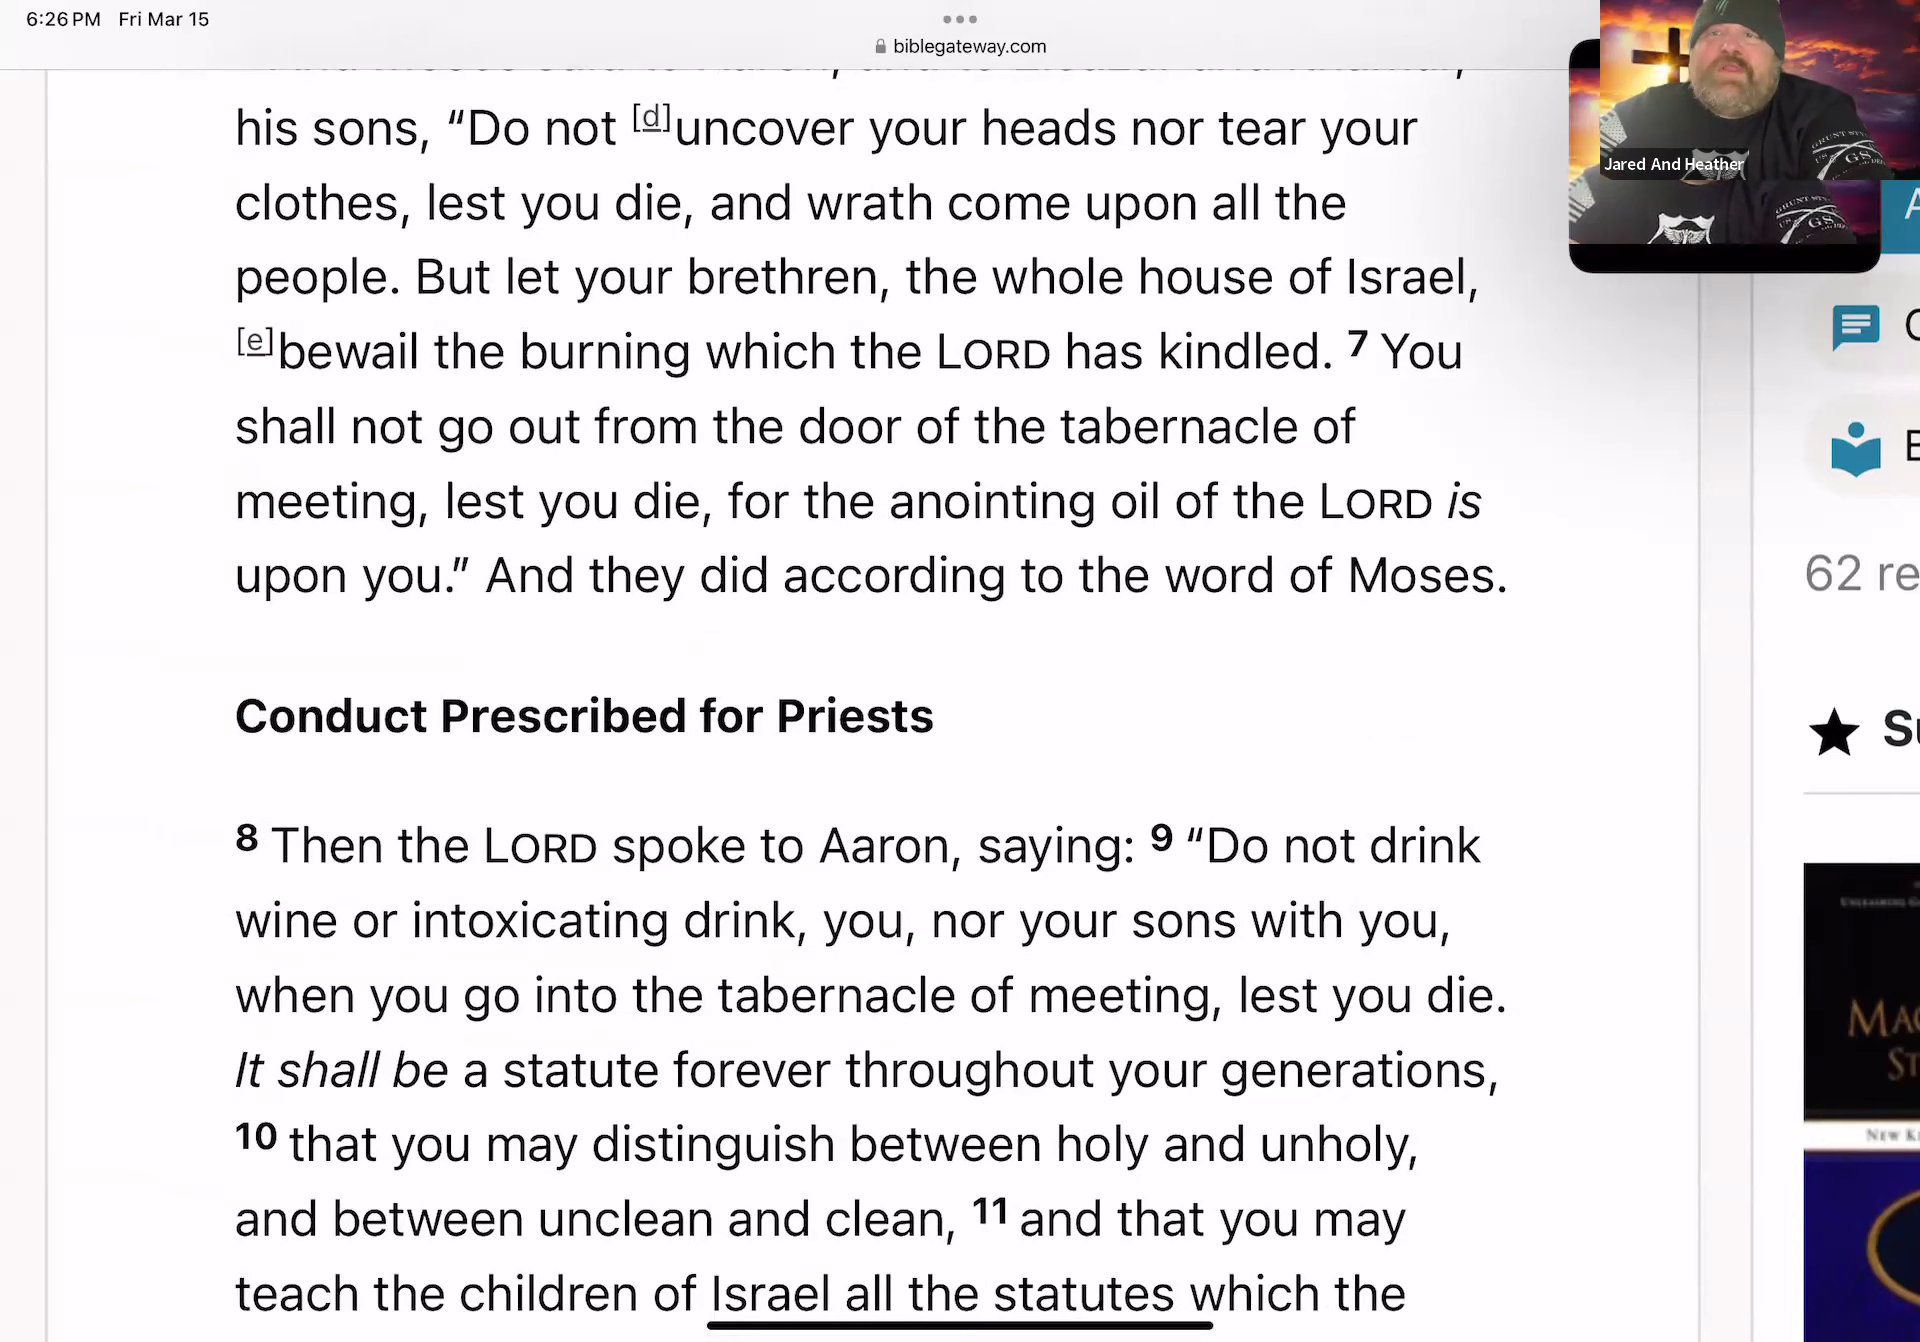 6:26 PM Fri Mar 15
biblegateway.com
his sons, “Do not [d]uncover your heads nor tear your
clothes, lest you die, and wrath come upon all the
people. But let your brethren, the whole house of Israel,
[e]bewail the burning which the LORD has kindled. 7 You
shall not go out from the door of the tabernacle of
meeting, lest you die, for the anointing oil of the LORD is
upon you.” And they did according to the word of Moses.
Conduct Prescribed for Priests
8 Then the LORD spoke to Aaron, saying: 9 “Do not drink
wine or intoxicating drink, you, nor your sons with you,
when you go into the tabernacle of meeting, lest you die.
It shall be a statute forever throughout your generations,
10 that you may distinguish between holy and unholy,
and between unclean and clean, 11 and that you may
teach the children of Israel all the statutes which the
Jared And Heather
GRUNT
GS
GS
62 re